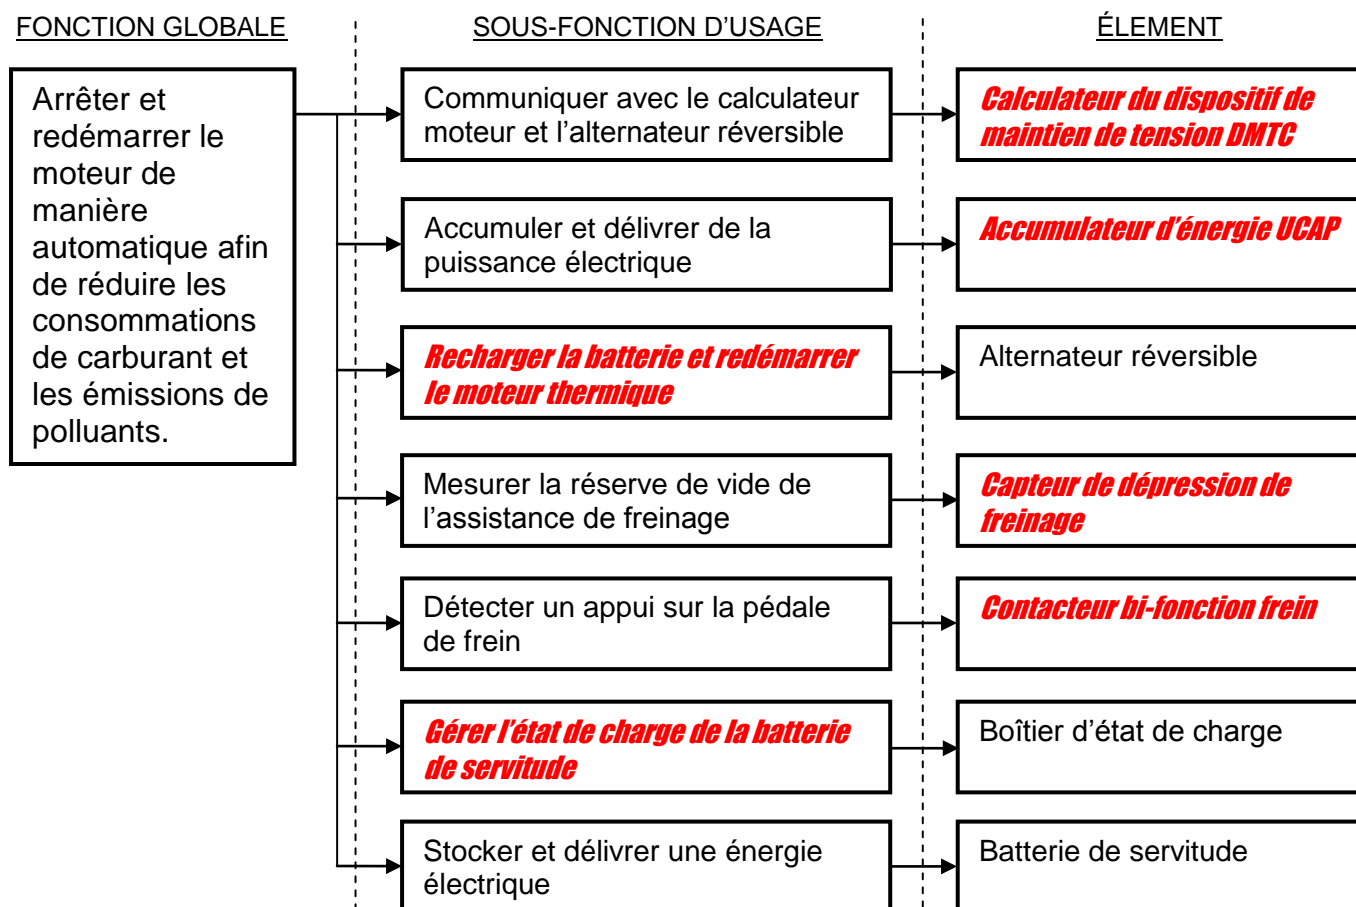 FONCTION GLOBALE
SOUS-FONCTION D’USAGE
ÉLEMENT
Arrêter et
redémarrer le
moteur de
manière
automatique afin
de réduire les
consommations
de carburant et
les émissions de
polluants.
Communiquer avec le calculateur
moteur et l’alternateur réversible
Calculateur du dispositif de
maintien de tension DMTC
Accumuler et délivrer de la
puissance électrique
Accumulateur d’énergie UCAP
Recharger la batterie et redémarrer
le moteur thermique
Alternateur réversible
Mesurer la réserve de vide de
l’assistance de freinage
Capteur de dépression de
freinage
Détecter un appui sur la pédale
de frein
Contacteur bi-fonction frein
Gérer l’état de charge de la batterie
de servitude
Boîtier d’état de charge
Stocker et délivrer une énergie
électrique
Batterie de servitude